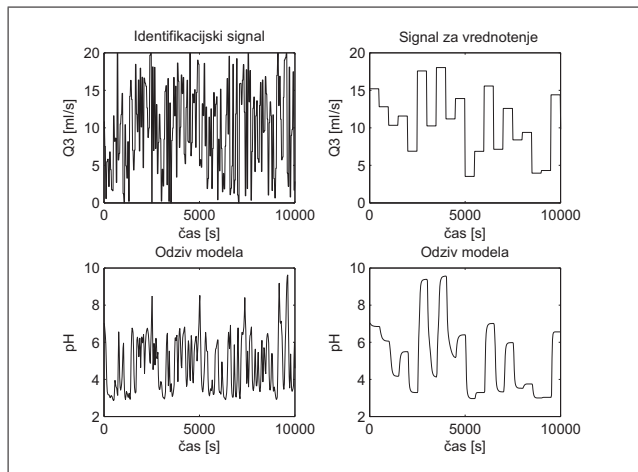 Identifikacijski signal
20
15
10
5
0
Q3 [ml/s]
0 5000 10000
čas [s]
Signal za vrednotenje
20
15
10
5
0
Q3 [ml/s]
0 5000 10000
čas [s]
Odziv modela
10
8
6
4
2
pH
0 5000 10000
čas [s]
Odziv modela
10
8
6
4
2
pH
0 5000 10000
čas [s]